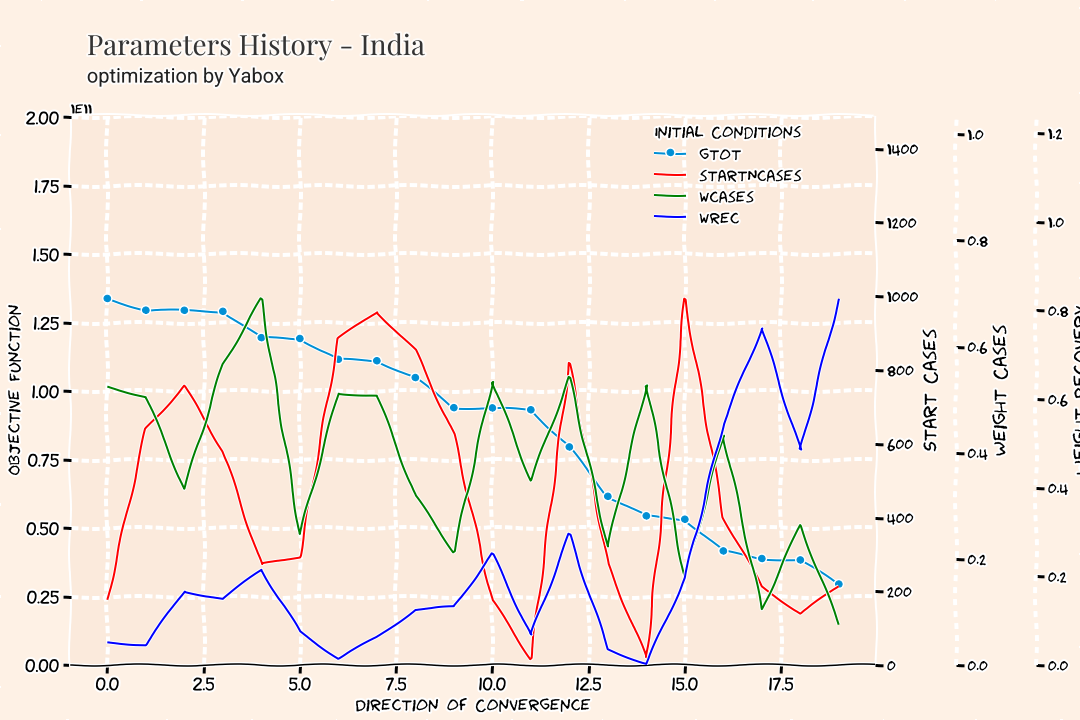 Parameters History - India
optimization by Yabox
1E11
2.00
1.75
1.50
1.25
1.00
0.75
0.50
0.25
0.00
OBJECTIVE FUNCTION
INITIAL CONDITIONS
GTOT
STARTNCASES
WCASES
WREC
1400
1200
1000
800
600
400
200
0
START CASES
1.0
0.8
0.6
0.4
0.2
0.0
WEIGHT CASES
1.2
1.0
0.8
0.6
0.4
0.2
0.0
WEIGHT RECOVERY
0.0 2.5 5.0 7.5 10.0 12.5 15.0 17.5
DIRECTION OF CONVERGENCE